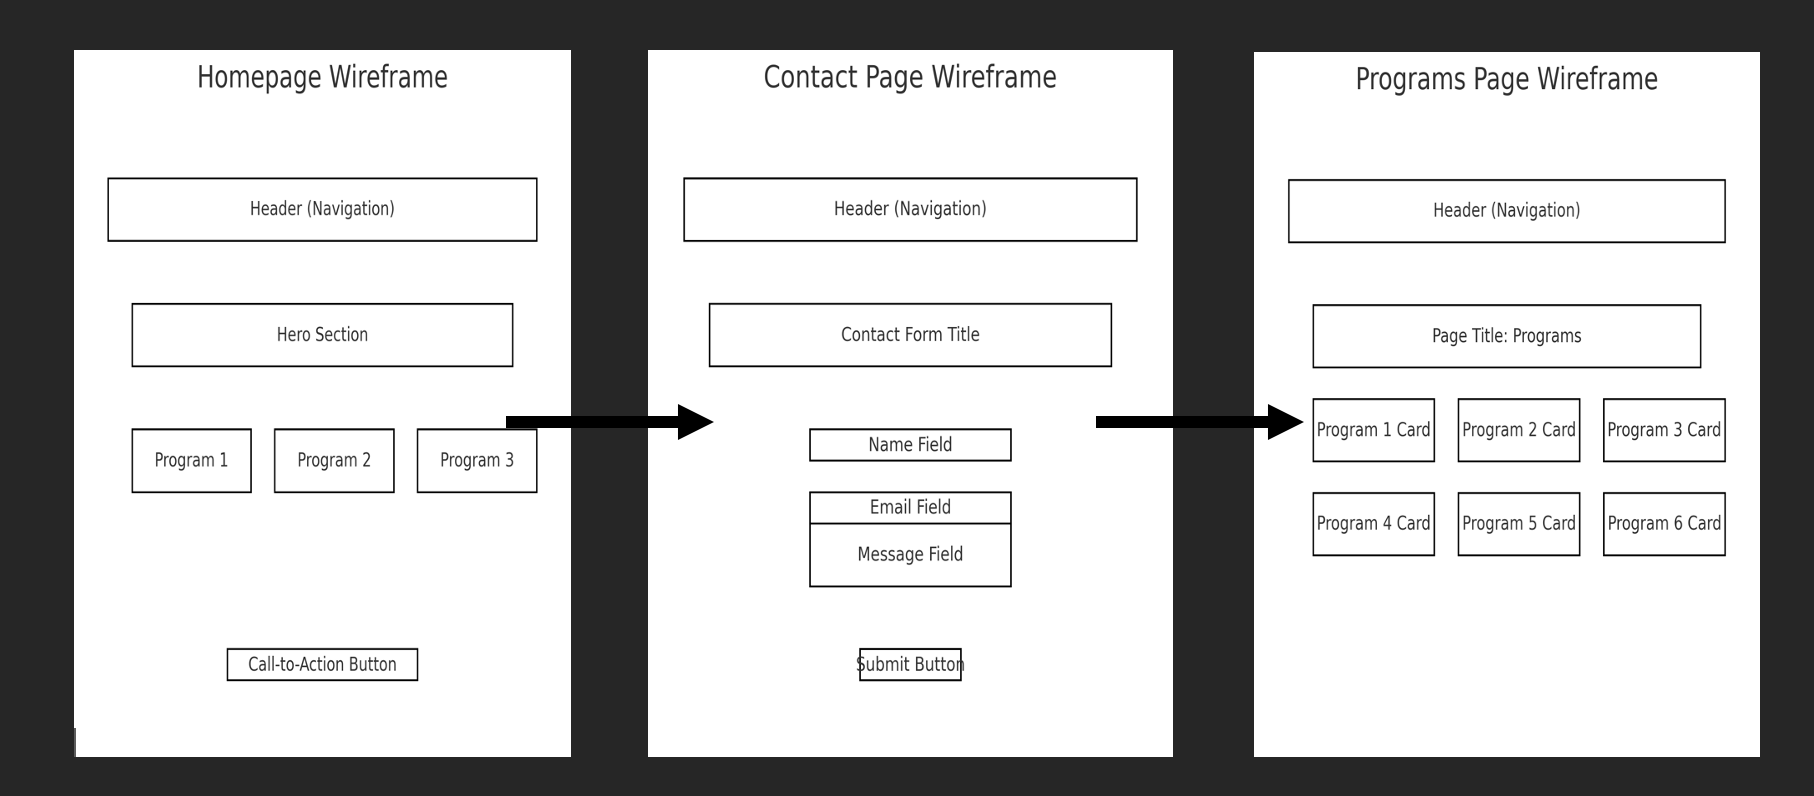 Homepage Wireframe
Header (Navigation)
Hero Section
Program 1
Program 2
Program 3
Call-to-Action Button
Contact Page Wireframe
Header (Navigation)
Contact Form Title
Name Field
Email Field
Message Field
Submit Button
Programs Page Wireframe
Header (Navigation)
Page Title: Programs
Program 1 Card
Program 2 Card
Program 3 Card
Program 4 Card
Program 5 Card
Program 6 Card